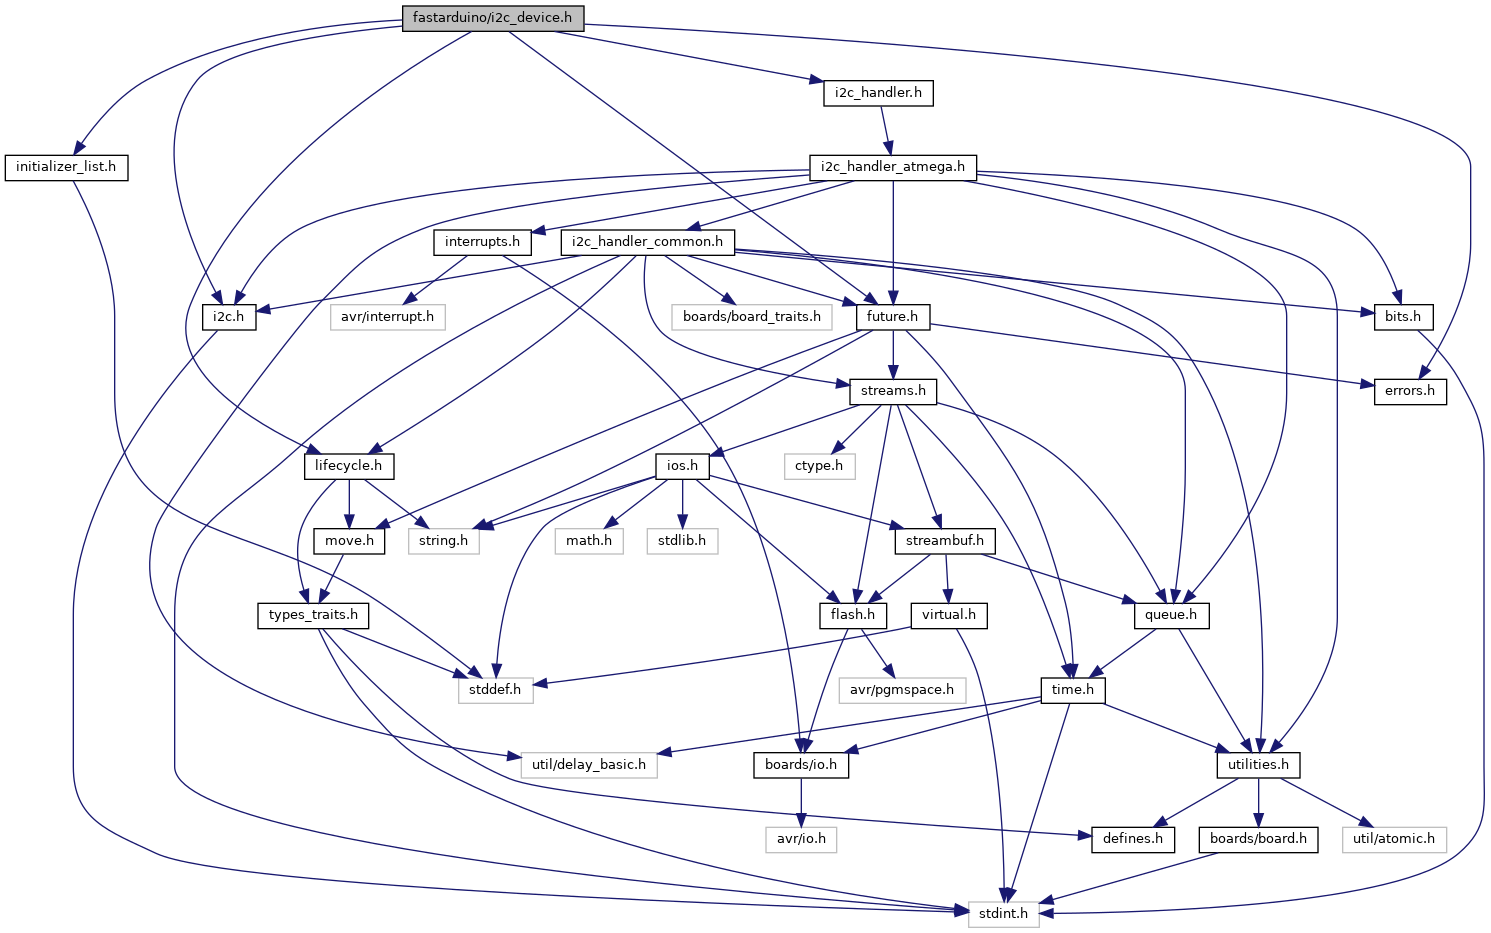 fastarduino/i2c_device.h
i2c_handler.h
initializer_list.h
i2c_handler_atmega.h
interrupts.h
i2c_handler_common.h
i2c.h
avr/interrupt.h
boards/board_traits.h
future.h
bits.h
streams.h
errors.h
lifecycle.h
ios.h
ctype.h
move.h
string.h
math.h
stdlib.h
streambuf.h
types_traits.h
flash.h
virtual.h
queue.h
stddef.h
avr/pgmspace.h
time.h
util/delay_basic.h
boards/io.h
utilities.h
avr/io.h
defines.h
boards/board.h
util/atomic.h
stdint.h